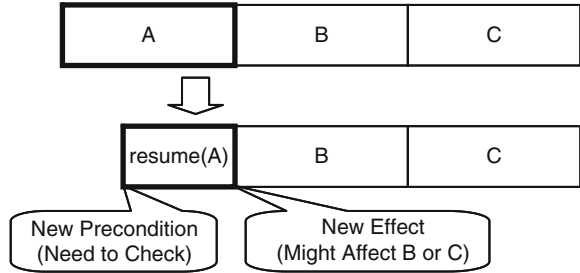 A B C
resume(A) B C
New Precondition
(Need to Check)
New Effect
(Might Affect B or C)